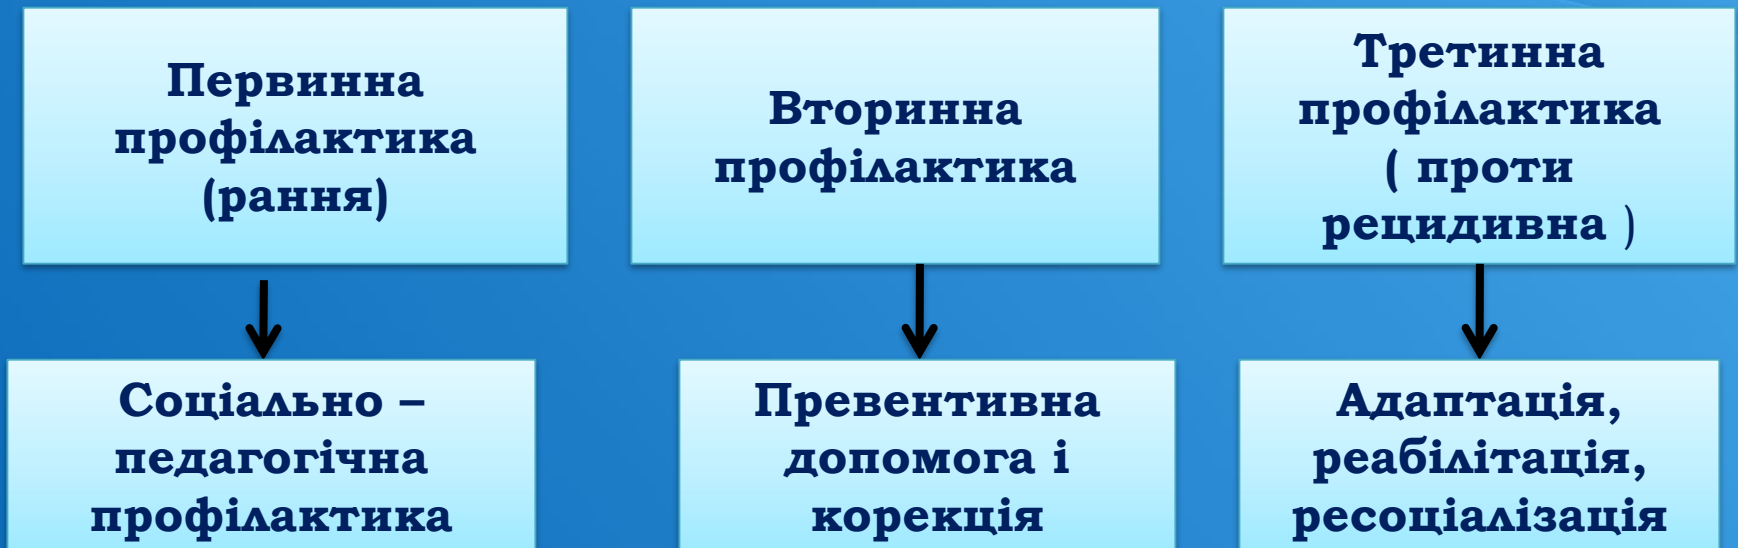 Первинна
профілактика
(рання)
Вторинна
профілактика
Третинна
профілактика
( проти
рецидивна )
Соціально –
педагогічна
профілактика
Превентивна
допомога і
корекція
Адаптація,
реабілітація,
ресоціалізація